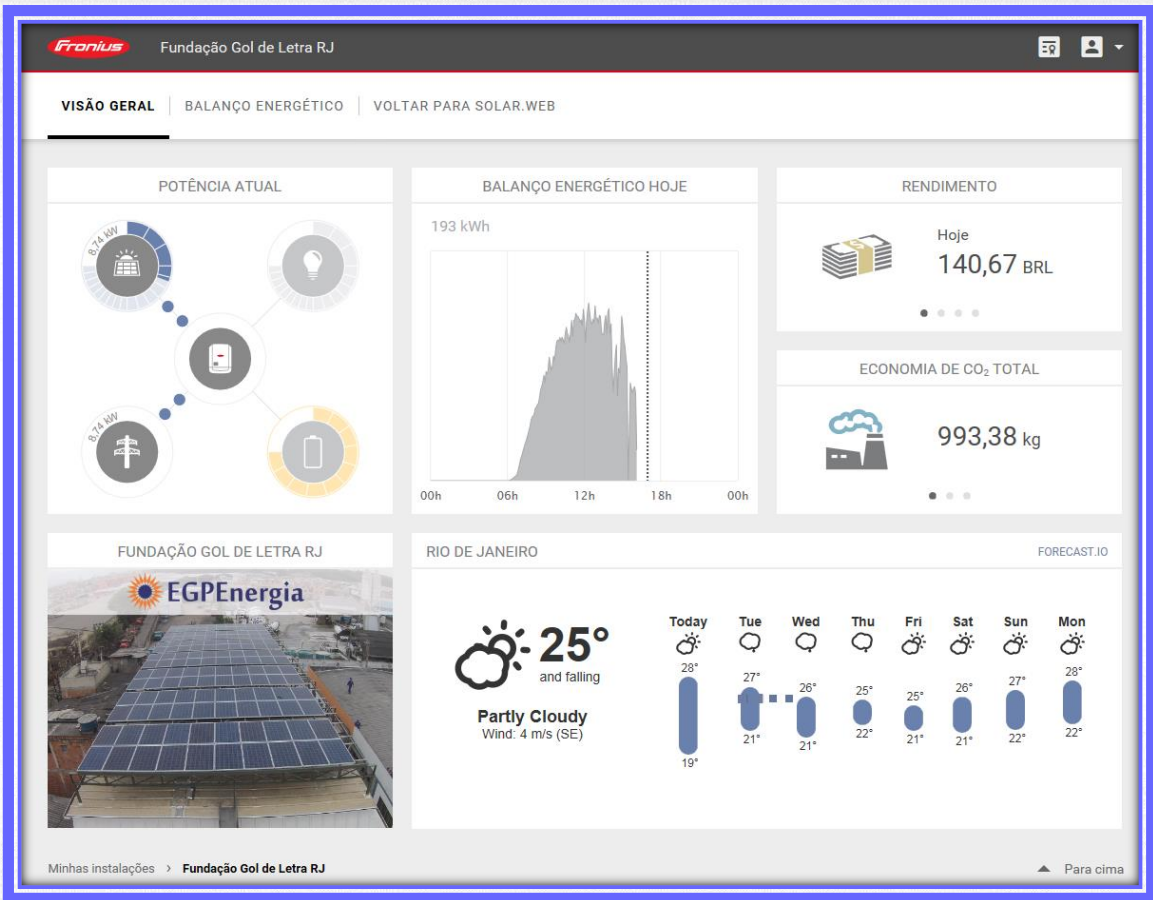 Fronius
Fundação Gol de Letra RJ
VISÃO GERAL
BALANÇO ENERGÉTICO
VOLTAR PARA SOLAR.WEB
POTÊNCIA ATUAL
8,74 kW
8,74 kW
BALANÇO ENERGÉTICO HOJE
193 kWh
00h 06h 12h 18h 00h
RENDIMENTO
Hoje
140,67 BRL
ECONOMIA DE CO₂ TOTAL
993,38 kg
FUNDAÇÃO GOL DE LETRA RJ
EGPEnergia
RIO DE JANEIRO
FORECAST.IO
25°
and falling
Partly Cloudy
Wind: 4 m/s (SE)
Today Tue Wed Thu Fri Sat Sun Mon
28° 27° 26° 25° 25° 26° 27° 28°
19° 21° 21° 22° 21° 21° 22° 22°
Minhas instalações > Fundação Gol de Letra RJ
Para cima